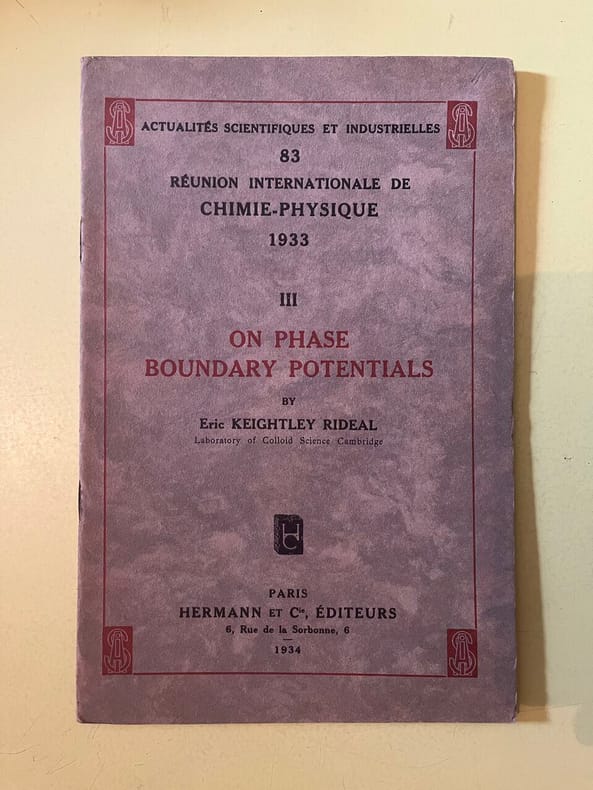 ACTUALITÉS SCIENTIFIQUES ET INDUSTRIELLES
83
RÉUNION INTERNATIONALE DE
CHIMIE-PHYSIQUE
1933
III
ON PHASE
BOUNDARY POTENTIALS
BY
Eric KEIGHTLEY RIDEAL
Laboratory of Colloid Science Cambridge
HC
PARIS
HERMANN ET Cie, ÉDITEURS
6, Rue de la Sorbonne, 6
1934